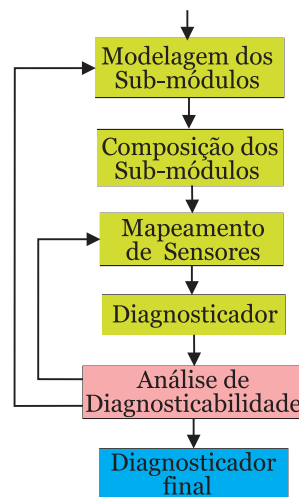 Modelagem dos
Sub-módulos
Composição dos
Sub-módulos
Mapeamento
de Sensores
Diagnosticador
Análise de
Diagnosticabilidade
Diagnosticador
final